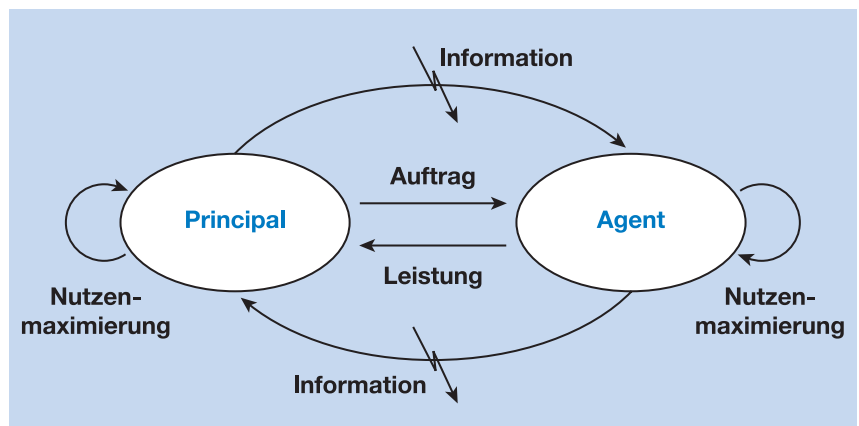 Information
Auftrag
Principal
Agent
Leistung
Nutzen-
maximierung
Nutzen-
maximierung
Information